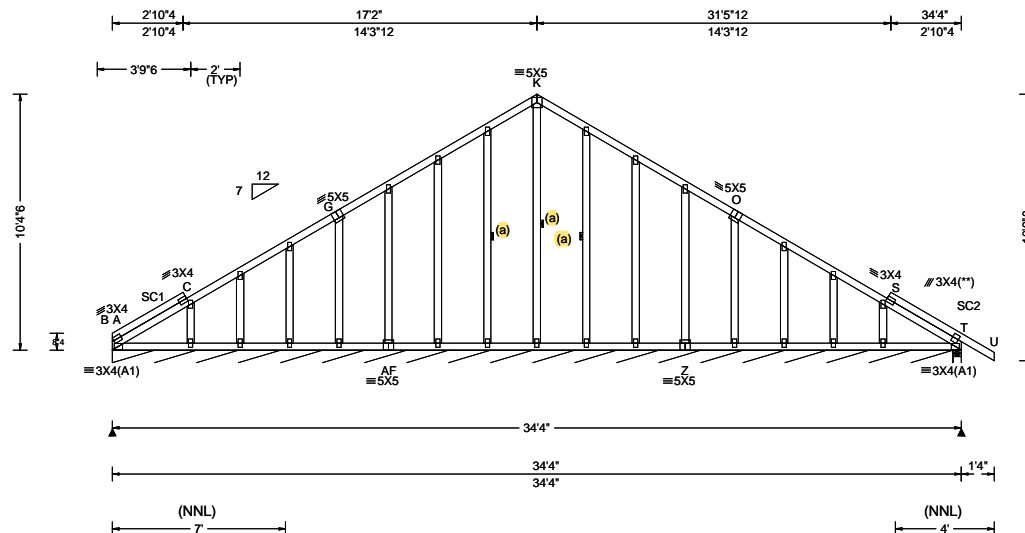 2'10"4 17'2" 31'5"12 34'4"
2'10"4 14'3"12 14'3"12 2'10"4
3'9"6 2'
(TYP)
≡5X5
K
12
7
5X5
G
5X5
O
(a)
(a)
(a)
10'4"6
3X4
C
SC1
3X4
B A
3X4
S
3X4(**)
SC2
T
U
8"4
≡3X4(A1)
AF
≡5X5
Z
≡5X5
≡3X4(A1)
34'4"
34'4"
34'4"
1'4"
(NNL)
7'
(NNL)
4'